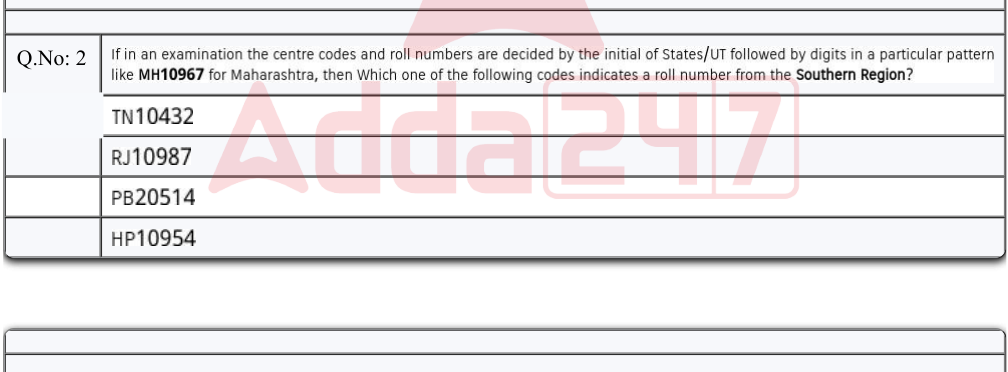 Q.No: 2
If in an examination the centre codes and roll numbers are decided by the initial of States/UT followed by digits in a particular pattern
like MH10967 for Maharashtra, then Which one of the following codes indicates a roll number from the Southern Region?
TN10432
RJ10987
PB20514
HP10954
Adda247